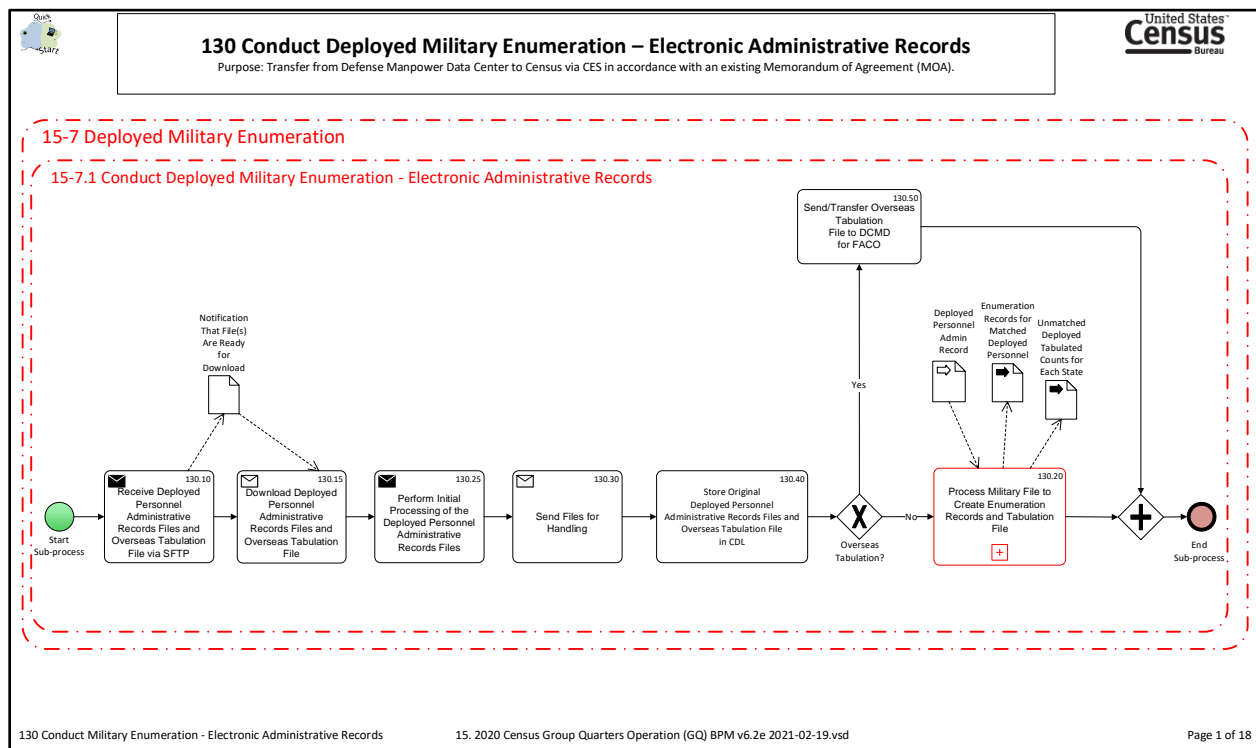 Quick
Start
130 Conduct Deployed Military Enumeration – Electronic Administrative Records
Purpose: Transfer from Defense Manpower Data Center to Census via CES in accordance with an existing Memorandum of Agreement (MOA).
United States™
Census
Bureau
15-7 Deployed Military Enumeration
15-7.1 Conduct Deployed Military Enumeration - Electronic Administrative Records
130.50
Send/Transfer Overseas
Tabulation
File to DCMD
for FACO
Notification
That File(s)
Are Ready
for
Download
Deployed
Personnel
Admin
Record
Enumeration
Records for
Matched
Deployed
Personnel
Unmatched
Deployed
Tabulated
Counts for
Each State
Yes
Start
Sub-process
130.10
Receive Deployed
Personnel
Administrative
Records Files and
Overseas Tabulation
File via SFTP
130.15
Download Deployed
Personnel
Administrative
Records Files and
Overseas Tabulation
File
130.25
Perform Initial
Processing of the
Deployed Personnel
Administrative
Records Files
130.30
Send Files for
Handling
130.40
Store Original
Deployed Personnel
Administrative Records Files and
Overseas Tabulation File
in CDL
X
Overseas
Tabulation?
No
130.20
Process Military File to
Create Enumeration
Records and Tabulation
File
End
Sub-process
130 Conduct Military Enumeration - Electronic Administrative Records
15. 2020 Census Group Quarters Operation (GQ) BPM v6.2e 2021-02-19.vsd
Page 1 of 18